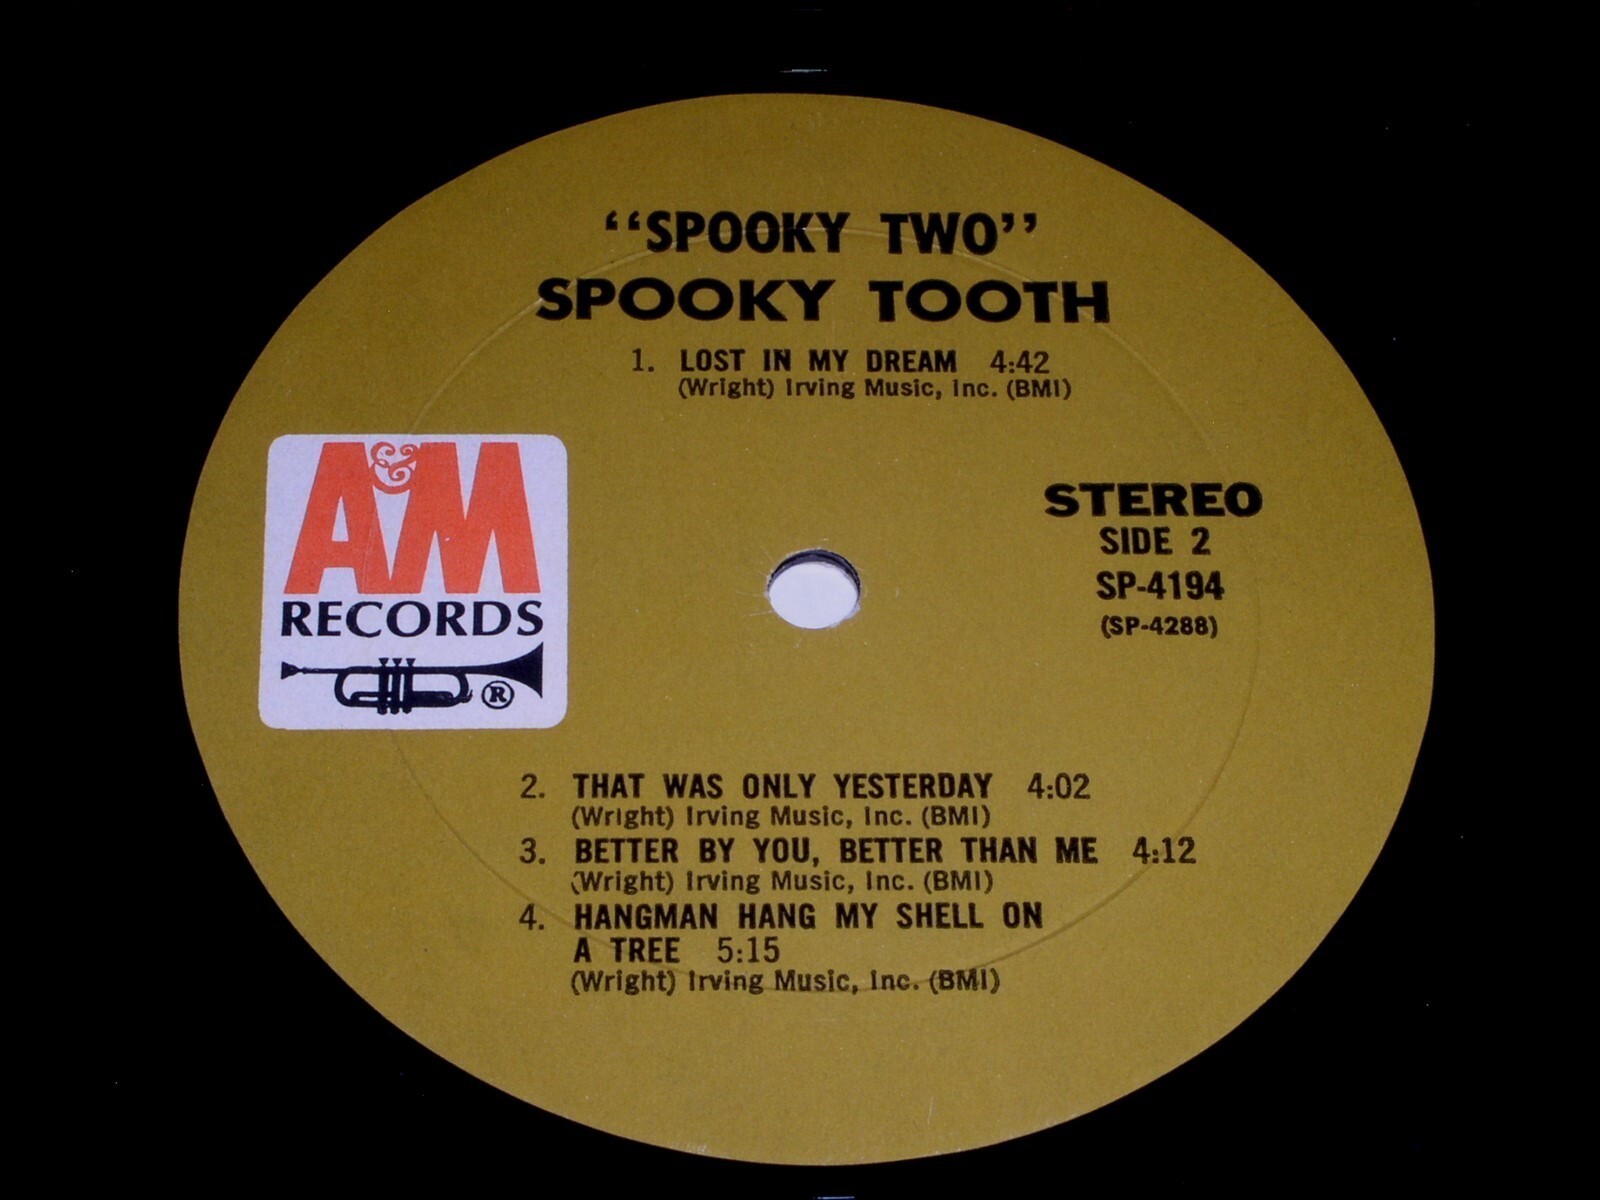 “SPOOKY TWO”
SPOOKY TOOTH
1. LOST IN MY DREAM 4:42
(Wright) Irving Music, Inc. (BMI)
A&M
RECORDS
®
STEREO
SIDE 2
SP-4194
(SP-4288)
2. THAT WAS ONLY YESTERDAY 4:02
(Wright) Irving Music, Inc. (BMI)
3. BETTER BY YOU, BETTER THAN ME 4:12
(Wright) Irving Music, Inc. (BMI)
4. HANGMAN HANG MY SHELL ON
A TREE 5:15
(Wright) Irving Music, Inc. (BMI)